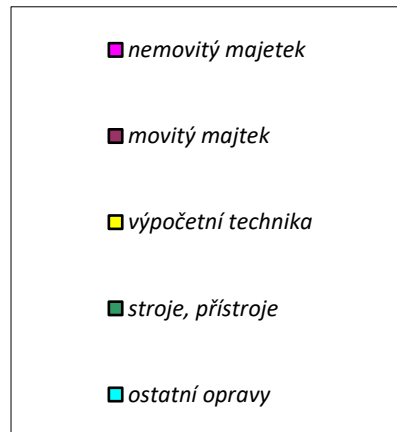 nemovitý majetek
movitý majtek
výpočetní technika
stroje, přístroje
ostatní opravy